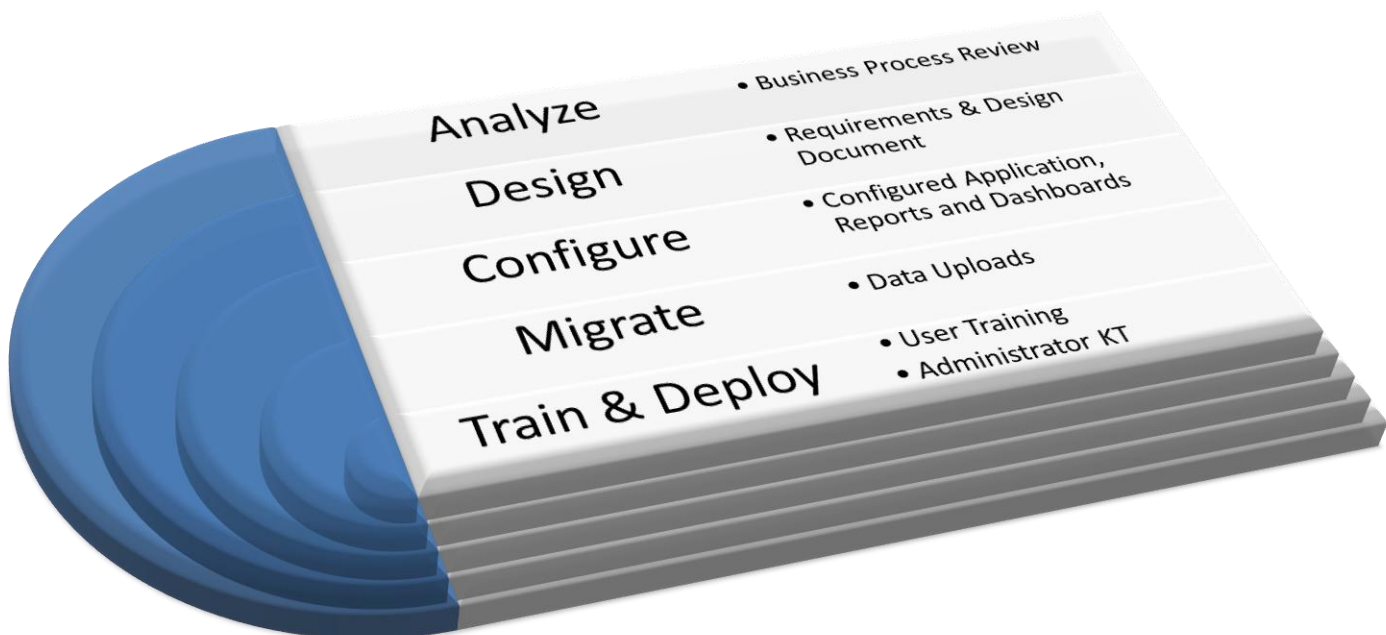 Analyze
• Business Process Review
Design
• Requirements & Design
Document
Configure
• Configured Application,
Reports and Dashboards
Migrate
• Data Uploads
Train & Deploy
• User Training
• Administrator KT